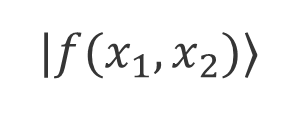 |f(x₁, x₂)⟩